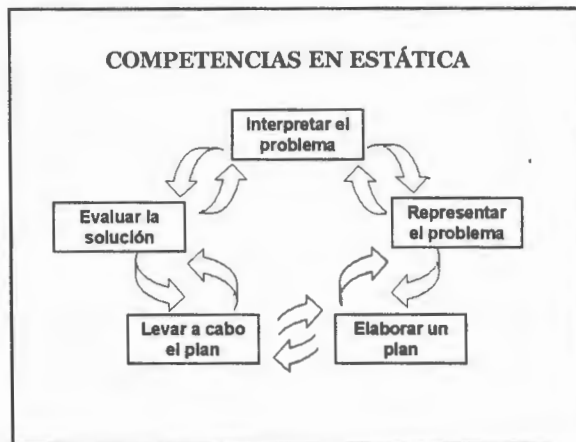 COMPETENCIAS EN ESTÁTICA
Interpretar el
problema
Evaluar la
solución
Representar
el problema
Levar a cabo
el plan
Elaborar un
plan